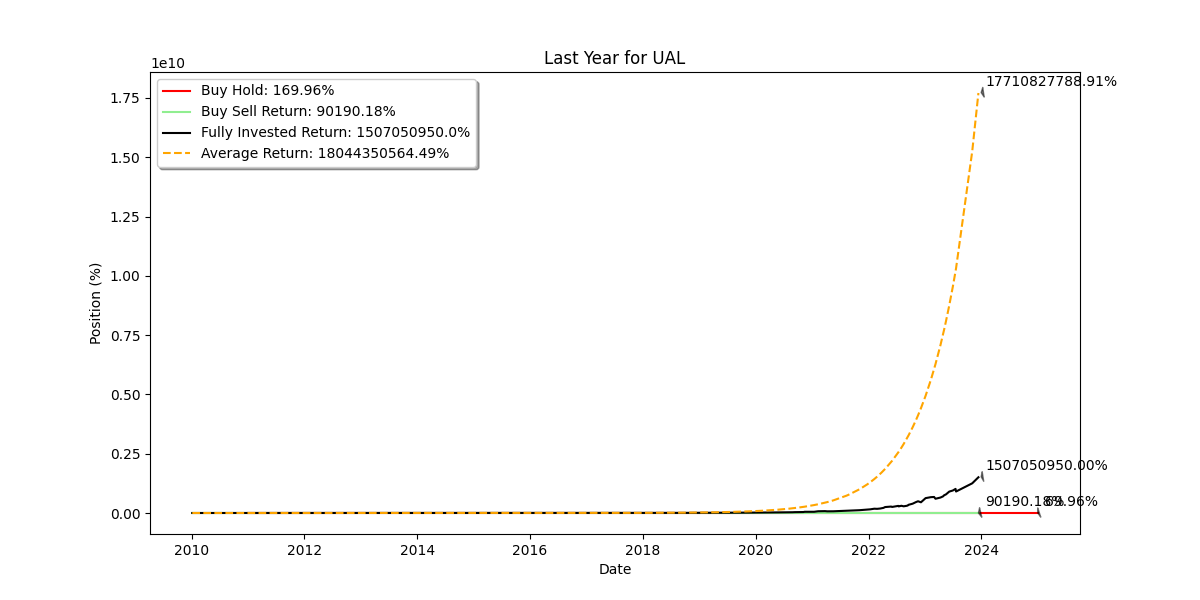 Last Year for UAL
1e10
Buy Hold: 169.96%
Buy Sell Return: 90190.18%
Fully Invested Return: 1507050950.0%
Average Return: 18044350564.49%
17710827788.91%
1507050950.00%
90190.18%
69.96%
1.75
1.50
1.25
1.00
0.75
0.50
0.25
0.00
Position (%)
2010 2012 2014 2016 2018 2020 2022 2024
Date